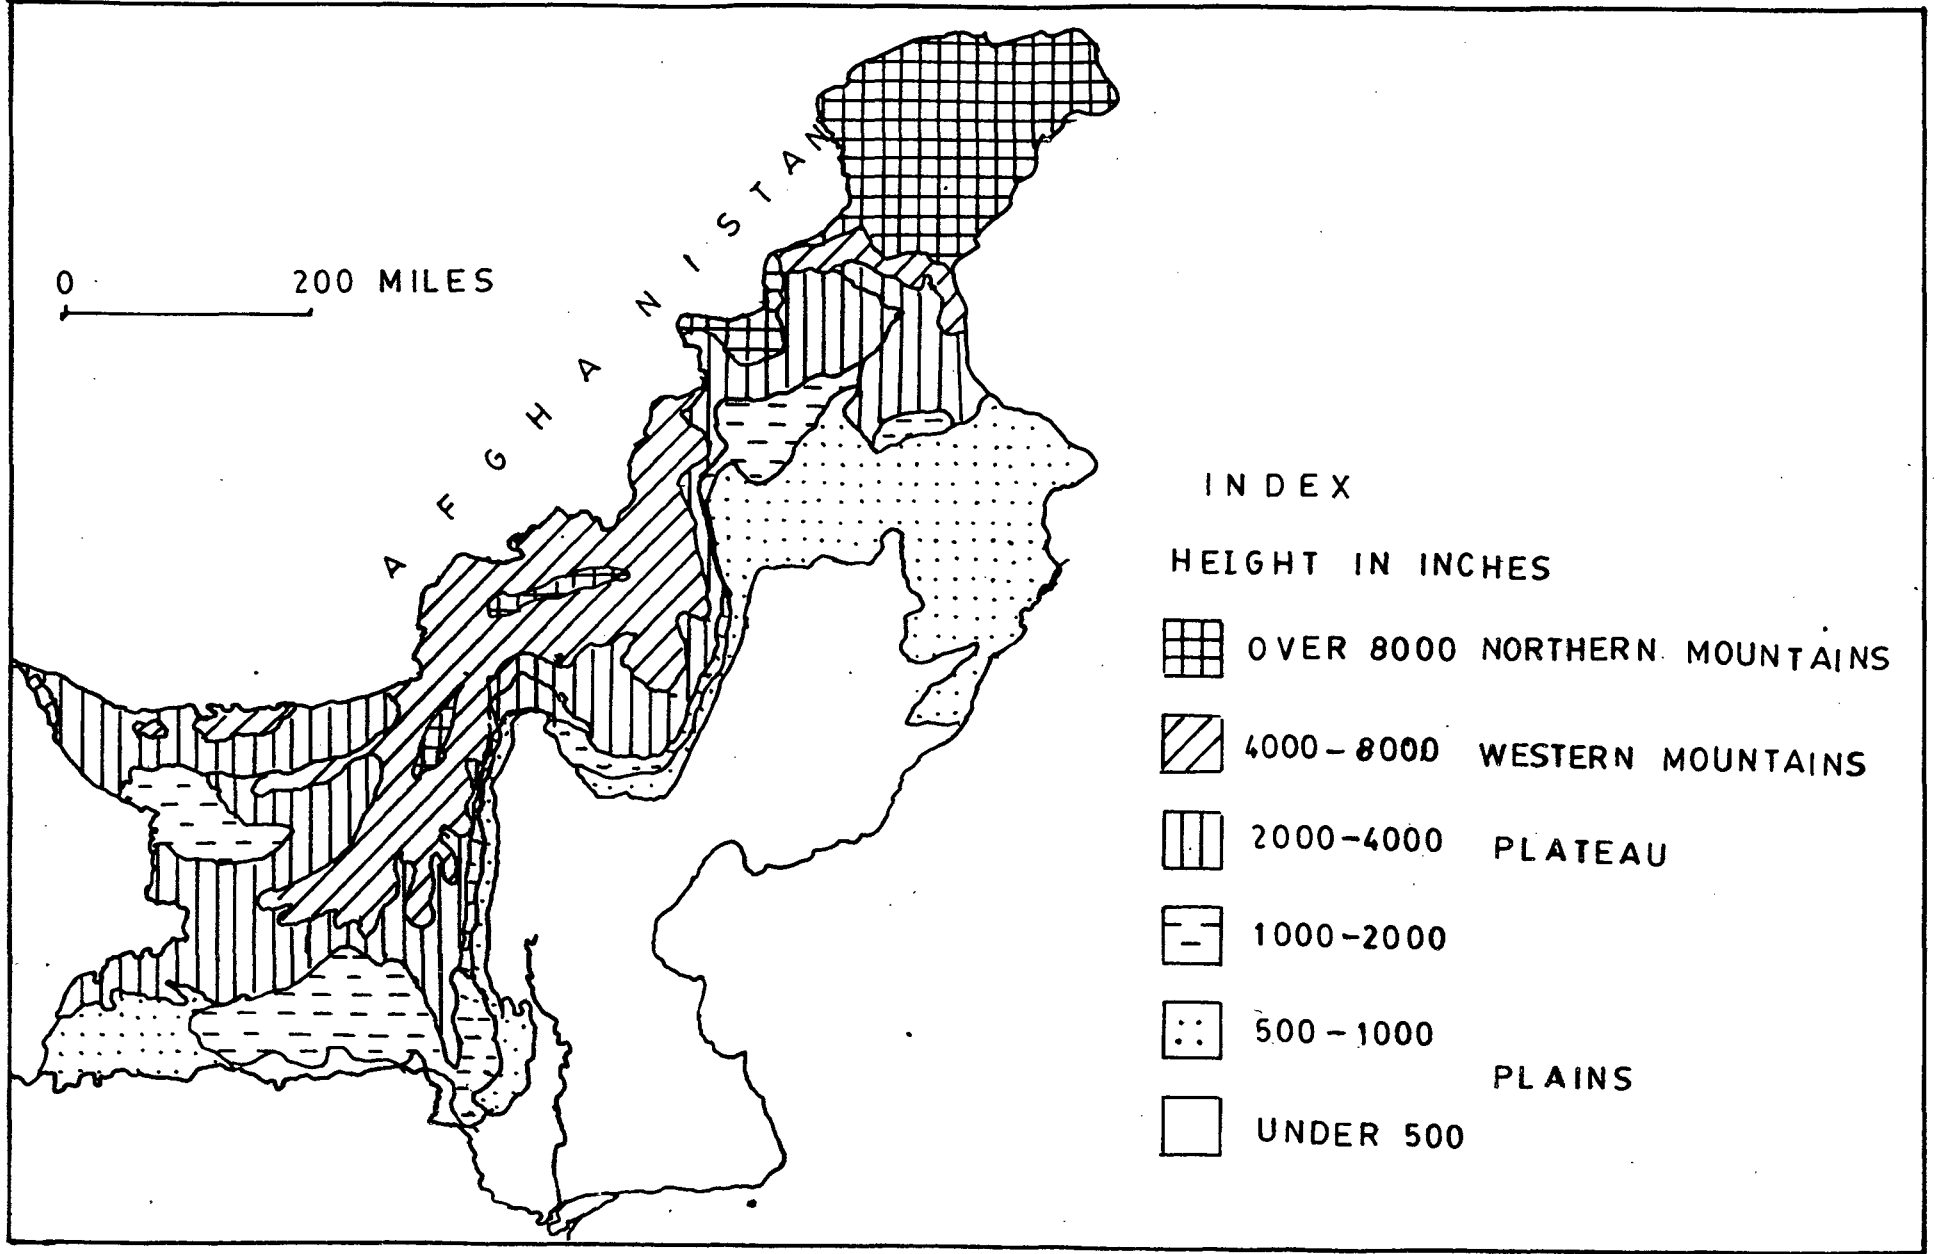 AFGHANISTAN
0 200 MILES
INDEX
HEIGHT IN INCHES
OVER 8000 NORTHERN MOUNTAINS
4000-8000 WESTERN MOUNTAINS
2000-4000 PLATEAU
1000-2000
500-1000
PLAINS
UNDER 500